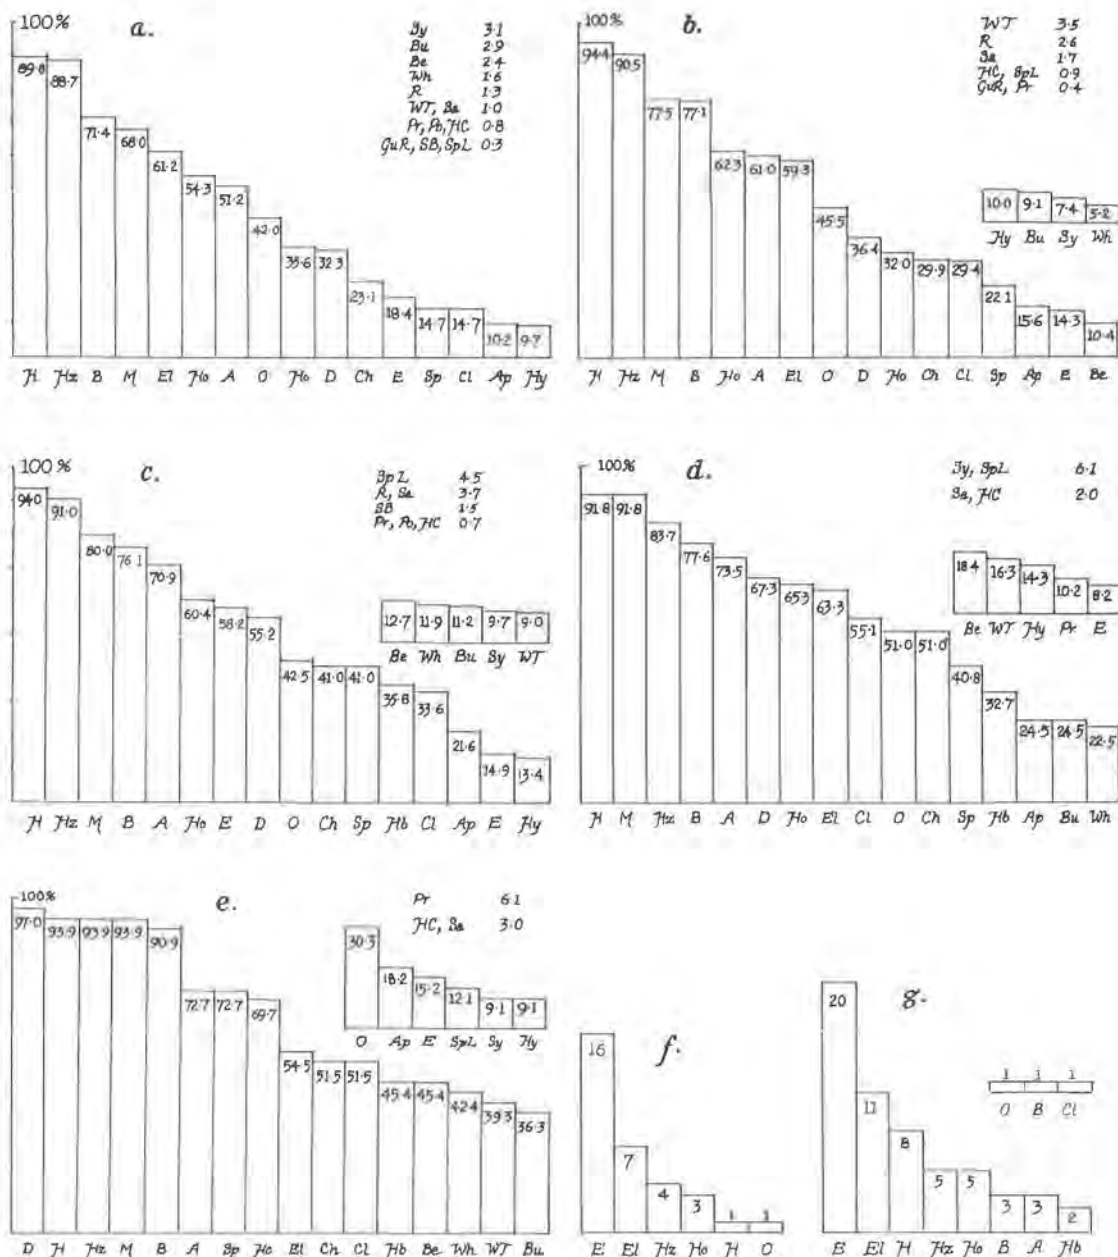 100%
a.
Sy 3.1
Bu 2.9
Be 2.4
Wh 1.6
R 1.3
WT, Sa 1.0
Pr, Po, HC 0.8
GuR, SB, SpL 0.3
89.8 88.7 71.4 68.0 61.2 54.3 51.2 42.0 33.6 32.3 23.1 18.4 14.7 14.7 10.2 9.7
H Hz B M El Ho A O Ho D Ch E Sp Cl Ap Hy
100%
b.
WT 3.5
R 2.6
Sa 1.7
HC, SpL 0.9
GuR, Pr 0.4
10.0 9.1 7.4 5.2
Hy Bu Sy Wh
94.4 90.5 77.5 77.1 62.3 61.0 59.3 45.5 36.4 32.0 29.9 29.4 22.1 15.6 14.3 10.4
H Hz M B Ho A El O D Ho Ch Cl Sp Ap E Be
100%
c.
SpL 4.5
R, Sa 3.7
SB 1.5
Pr, Po, HC 0.7
12.7 11.9 11.2 9.7 9.0
Be Wh Bu Sy WT
94.0 91.0 80.0 76.1 70.9 60.4 58.2 55.2 42.5 41.0 41.0 35.8 33.6 21.6 14.9 13.4
H Hz M B A Ho E D O Ch Sp Hb Cl Ap E Hy
100%
d.
Sy, SpL 6.1
Sa, HC 2.0
18.4 16.3 14.3 10.2 8.2
Be WT Hy Pr E
91.8 91.8 83.7 77.6 73.5 67.3 65.3 63.3 55.1 51.0 51.0 40.8 32.7 24.5 24.5 22.5
H M Hz B A D Ho El Cl O Ch Sp Hb Ap Bu Wh
100%
e.
Pr 6.1
HC, Sa 3.0
30.3 18.2 15.2 12.1 9.1 9.1
O Ap E SpL Sy Hy
97.0 93.9 93.9 93.9 90.9 72.7 72.7 69.7 54.5 51.5 51.5 45.4 45.4 42.4 39.3 36.3
D H Hz M B A Sp Ho El Ch Cl Hb Be Wh WT Bu
f.
16 7 4 3 1 1
E El Hz Ho H O
g.
1 1 1
O B Cl
20 11 8 5 5 3 3 2
E El H Hz Ho B A Hb